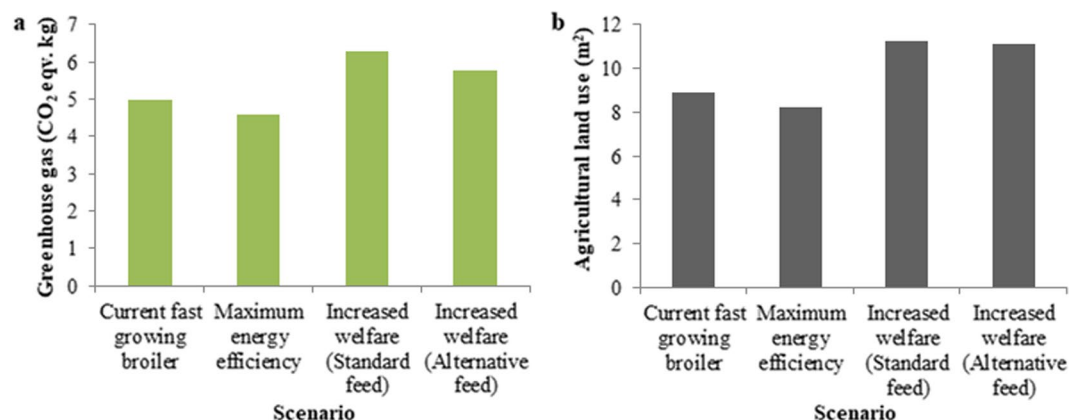 a
Greenhouse gas (CO₂ eqv. kg)
7
6
5
4
3
2
1
0
Current fast
growing
broiler
Maximum
energy
efficiency
Increased
welfare
(Standard
feed)
Increased
welfare
(Alternative
feed)
Scenario
b
Agricultural land use (m²)
12
10
8
6
4
2
0
Current fast
growing
broiler
Maximum
energy
efficiency
Increased
welfare
(Standard
feed)
Increased
welfare
(Alternative
feed)
Scenario